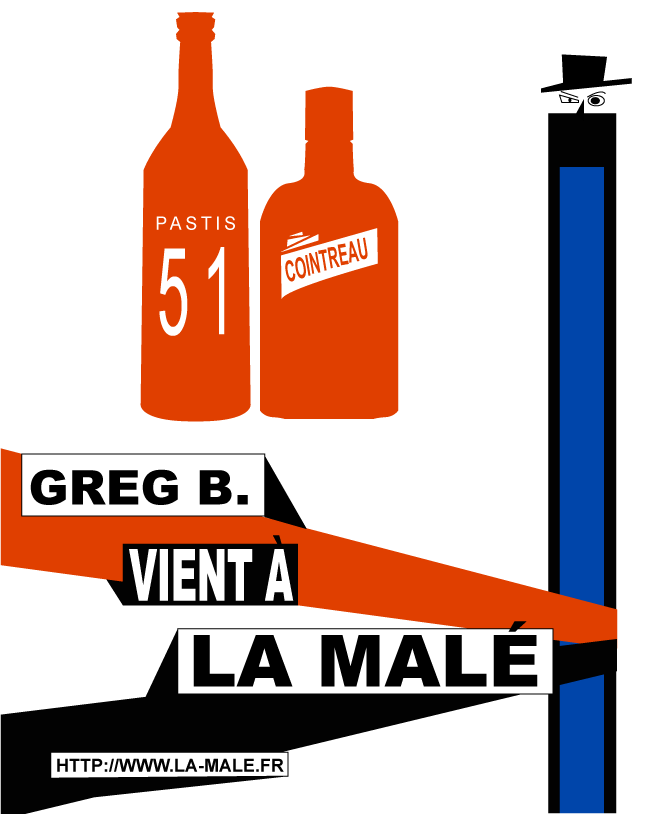 PASTIS
51
COINTREAU
GREG B.
VIENT À
LA MALÉ
HTTP://WWW.LA-MALE.FR